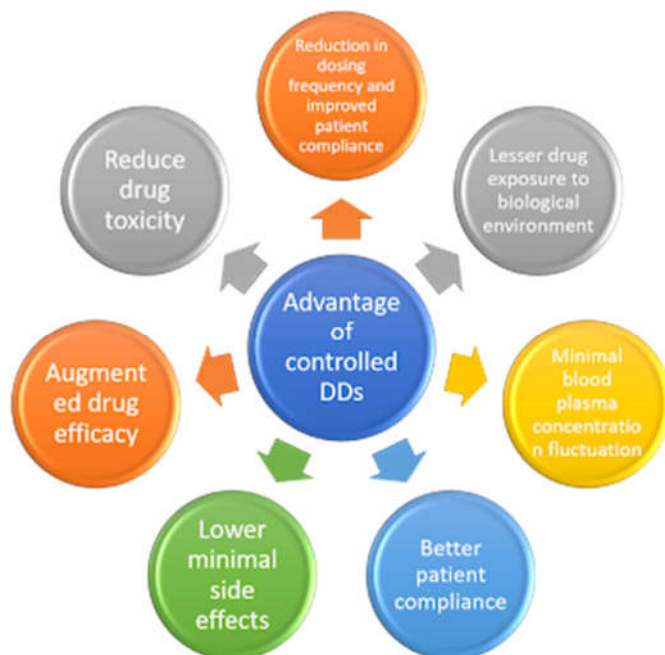 Reduction in
dosing
frequency and
improved
patient
compliance
Lesser drug
exposure to
biological
environment
Minimal
blood
plasma
concentratio
n fluctuation
Better
patient
compliance
Lower
minimal
side
effects
Augment
ed drug
efficacy
Reduce
drug
toxicity
Advantage
of
controlled
DDs